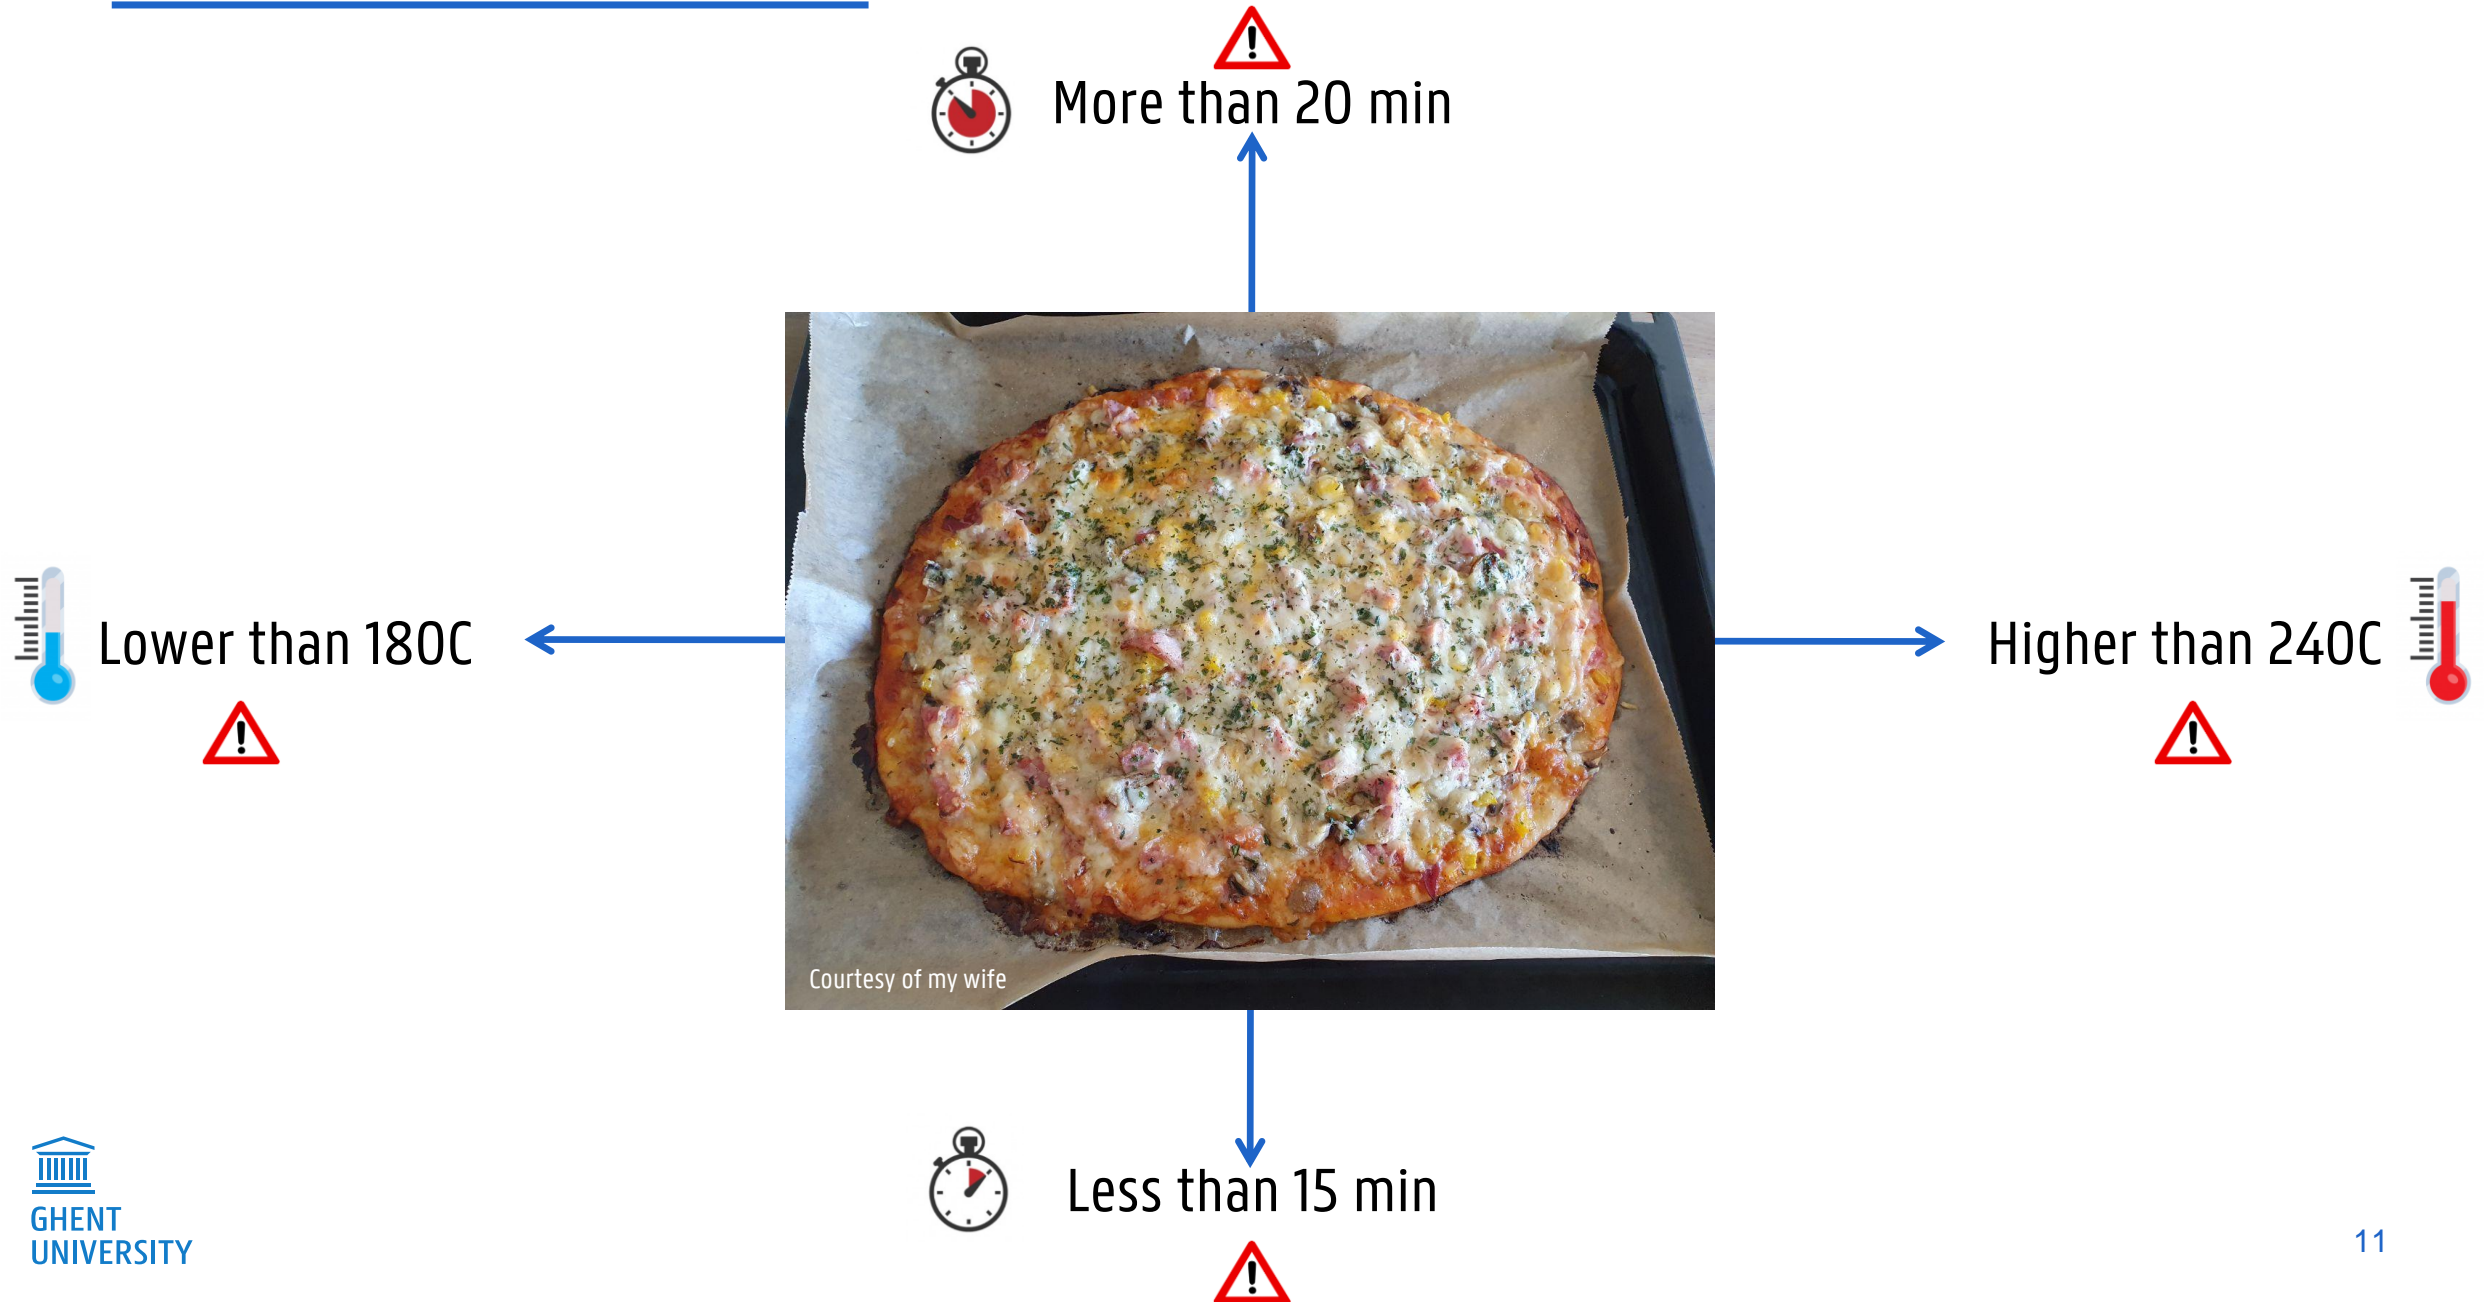 More than 20 min
Lower than 180C
Higher than 240C
Courtesy of my wife
Less than 15 min
GHENT
UNIVERSITY
11